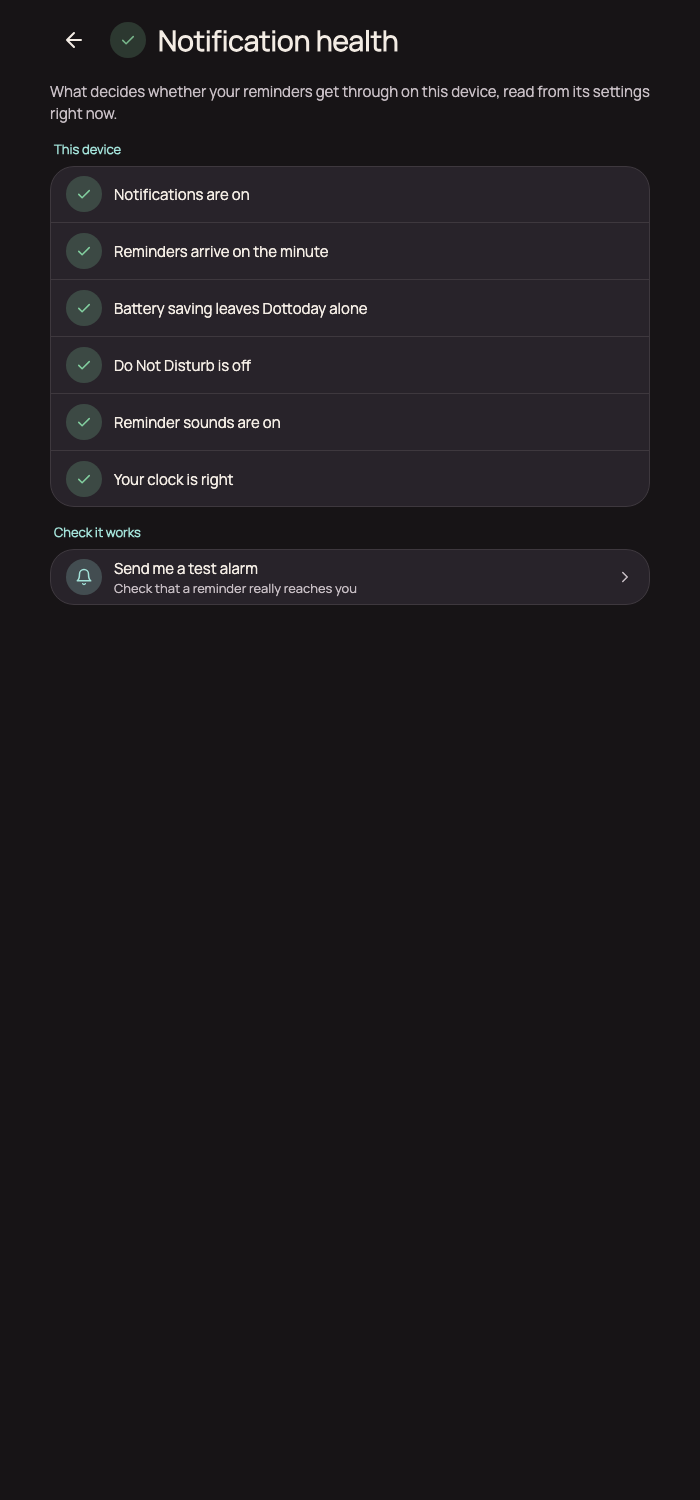 Notification health
What decides whether your reminders get through on this device, read from its settings
right now.
This device
Notifications are on
Reminders arrive on the minute
Battery saving leaves Dottoday alone
Do Not Disturb is off
Reminder sounds are on
Your clock is right
Check it works
Send me a test alarm
Check that a reminder really reaches you